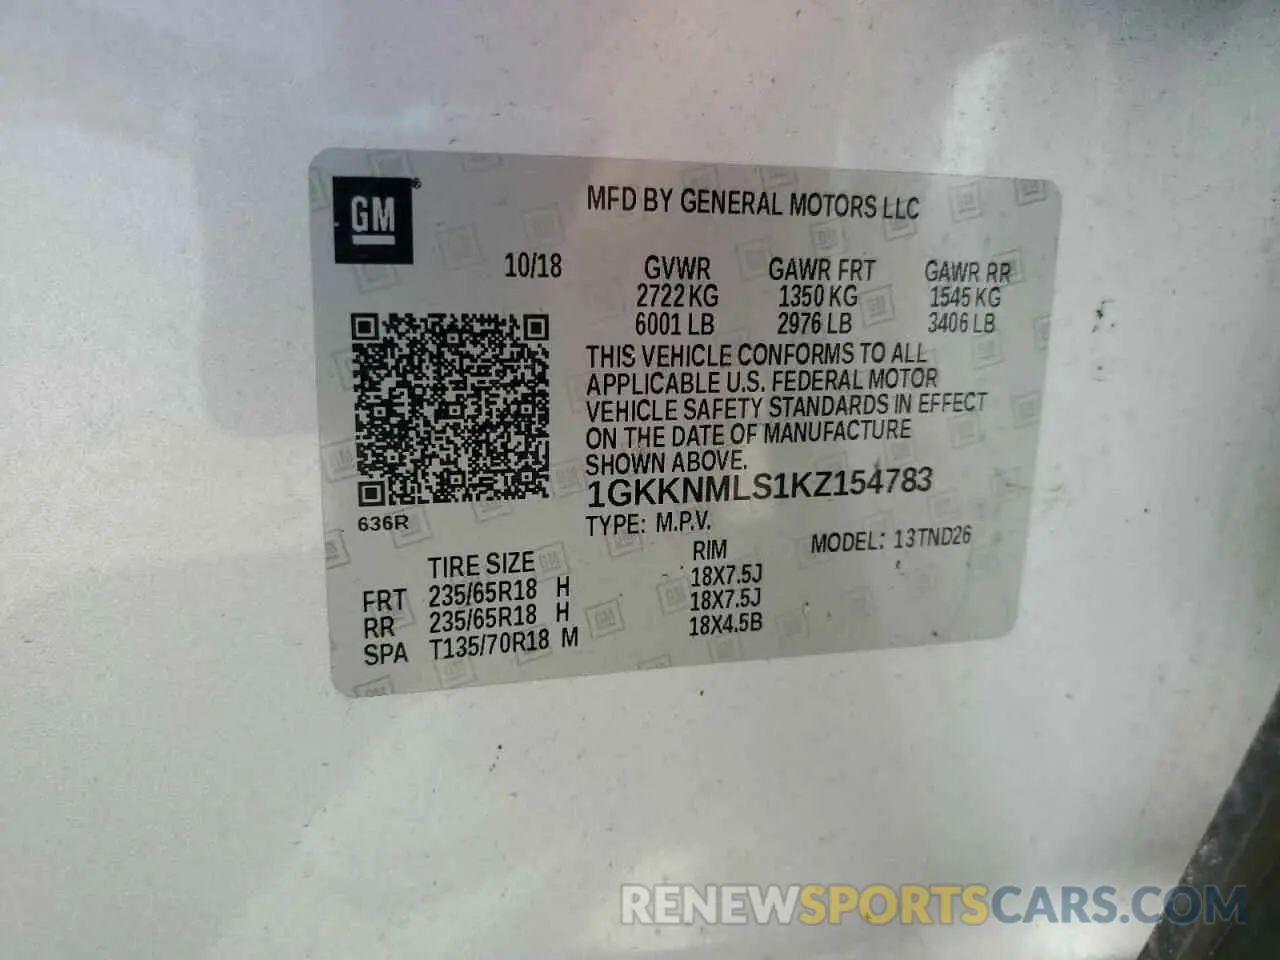 GM
MFD BY GENERAL MOTORS LLC
10/18
GVWR GAWR FRT GAWR RR
2722 KG 1350 KG 1545 KG
6001 LB 2976 LB 3406 LB
THIS VEHICLE CONFORMS TO ALL
APPLICABLE U.S. FEDERAL MOTOR
VEHICLE SAFETY STANDARDS IN EFFECT
ON THE DATE OF MANUFACTURE
SHOWN ABOVE.
1GKKNMLS1KZ154783
636R
TYPE: M.P.V.
MODEL: 13TND26
TIRE SIZE RIM
FRT 235/65R18 H 18X7.5J
RR 235/65R18 H 18X7.5J
SPA T135/70R18 M 18X4.5B
RENEWSPORTSCARS.COM